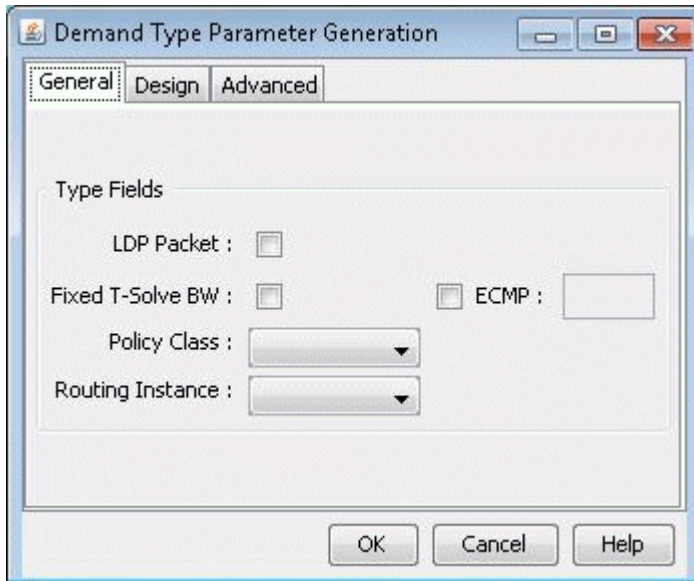 Demand Type Parameter Generation
General Design Advanced
Type Fields
LDP Packet :
Fixed T-Solve BW : ECMP :
Policy Class :
Routing Instance :
OK Cancel Help